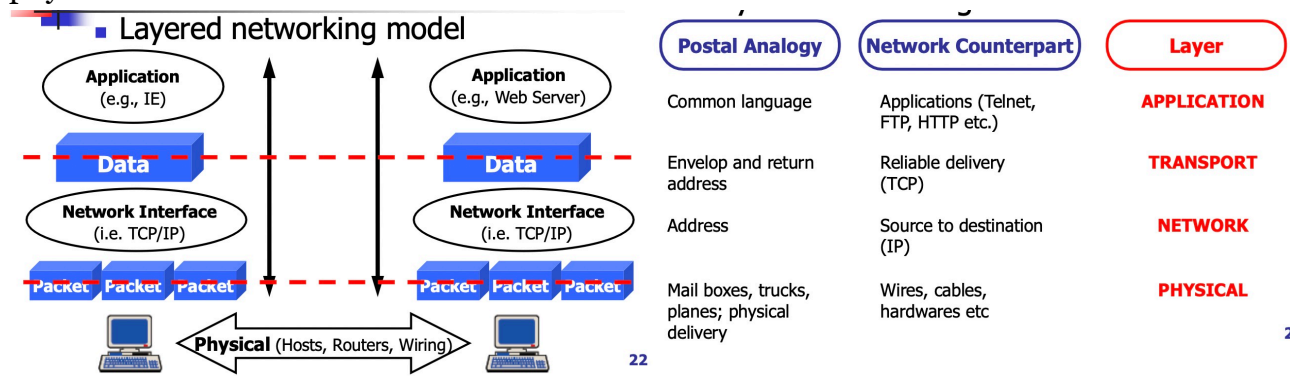 Layered networking model
Application
(e.g., IE)
Application
(e.g., Web Server)
Data
Data
Network Interface
(i.e. TCP/IP)
Network Interface
(i.e. TCP/IP)
Packet Packet Packet
Packet Packet Packet
Physical (Hosts, Routers, Wiring)
22
Postal Analogy
Network Counterpart
Layer
Common language
Applications (Telnet,
FTP, HTTP etc.)
APPLICATION
Envelop and return
address
Reliable delivery
(TCP)
TRANSPORT
Address
Source to destination
(IP)
NETWORK
Mail boxes, trucks,
planes; physical
delivery
Wires, cables,
hardwares etc
PHYSICAL